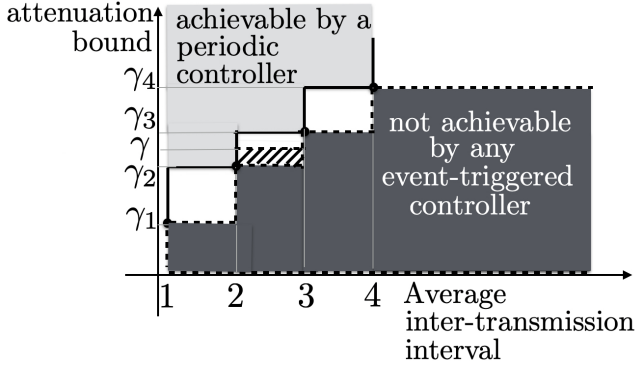 attenuation
bound
achievable by a
periodic
controller
γ4
γ3
γ
γ2
γ1
not achievable
by any
event-triggered
controller
1 2 3 4
Average
inter-transmission
interval